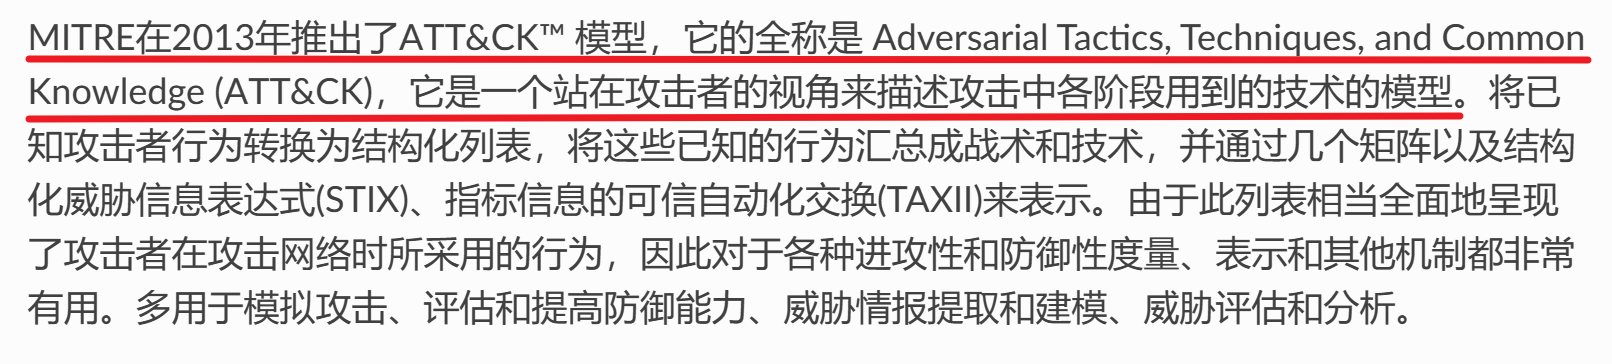 MITRE在2013年推出了ATT&CK™ 模型，它的全称是 Adversarial Tactics, Techniques, and Common
Knowledge (ATT&CK)，它是一个站在攻击者的视角来描述攻击中各阶段用到的技术的模型。将已
知攻击者行为转换为结构化列表，将这些已知的行为汇总成战术和技术，并通过几个矩阵以及结构
化威胁信息表达式(STIX)、指标信息的可信自动化交换(TAXII)来表示。由于此列表相当全面地呈现
了攻击者在攻击网络时所采用的行为，因此对于各种进攻性和防御性度量、表示和其他机制都非常
有用。多用于模拟攻击、评估和提高防御能力、威胁情报提取和建模、威胁评估和分析。